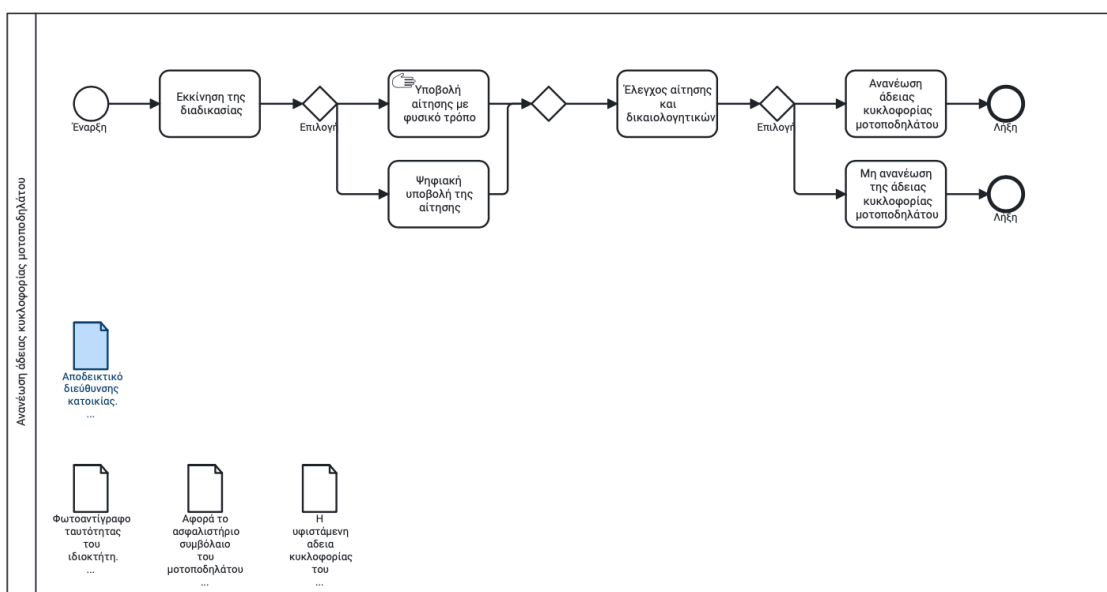 Ανανέωση άδειας κυκλοφορίας μοτοποδηλάτου
Έναρξη
Εκκίνηση της
διαδικασίας
Επιλογή
Υποβολή
αίτησης με
φυσικό τρόπο
Ψηφιακή
υποβολή της
αίτησης
Έλεγχος αίτησης
και
δικαιολογητικών
Επιλογή
Ανανέωση
άδειας
κυκλοφορίας
μοτοποδηλάτου
Λήξη
Μη ανανέωση
της άδειας
κυκλοφορίας
μοτοποδηλάτου
Λήξη
Αποδεικτικό
διεύθυνσης
κατοικίας.
...
Φωτοαντίγραφο
ταυτότητας
του
ιδιοκτήτη.
...
Αφορά το
ασφαλιστήριο
συμβόλαιο
του
μοτοποδηλάτου
...
Η
υφιστάμενη
αδεια
κυκλοφορίας
του
...